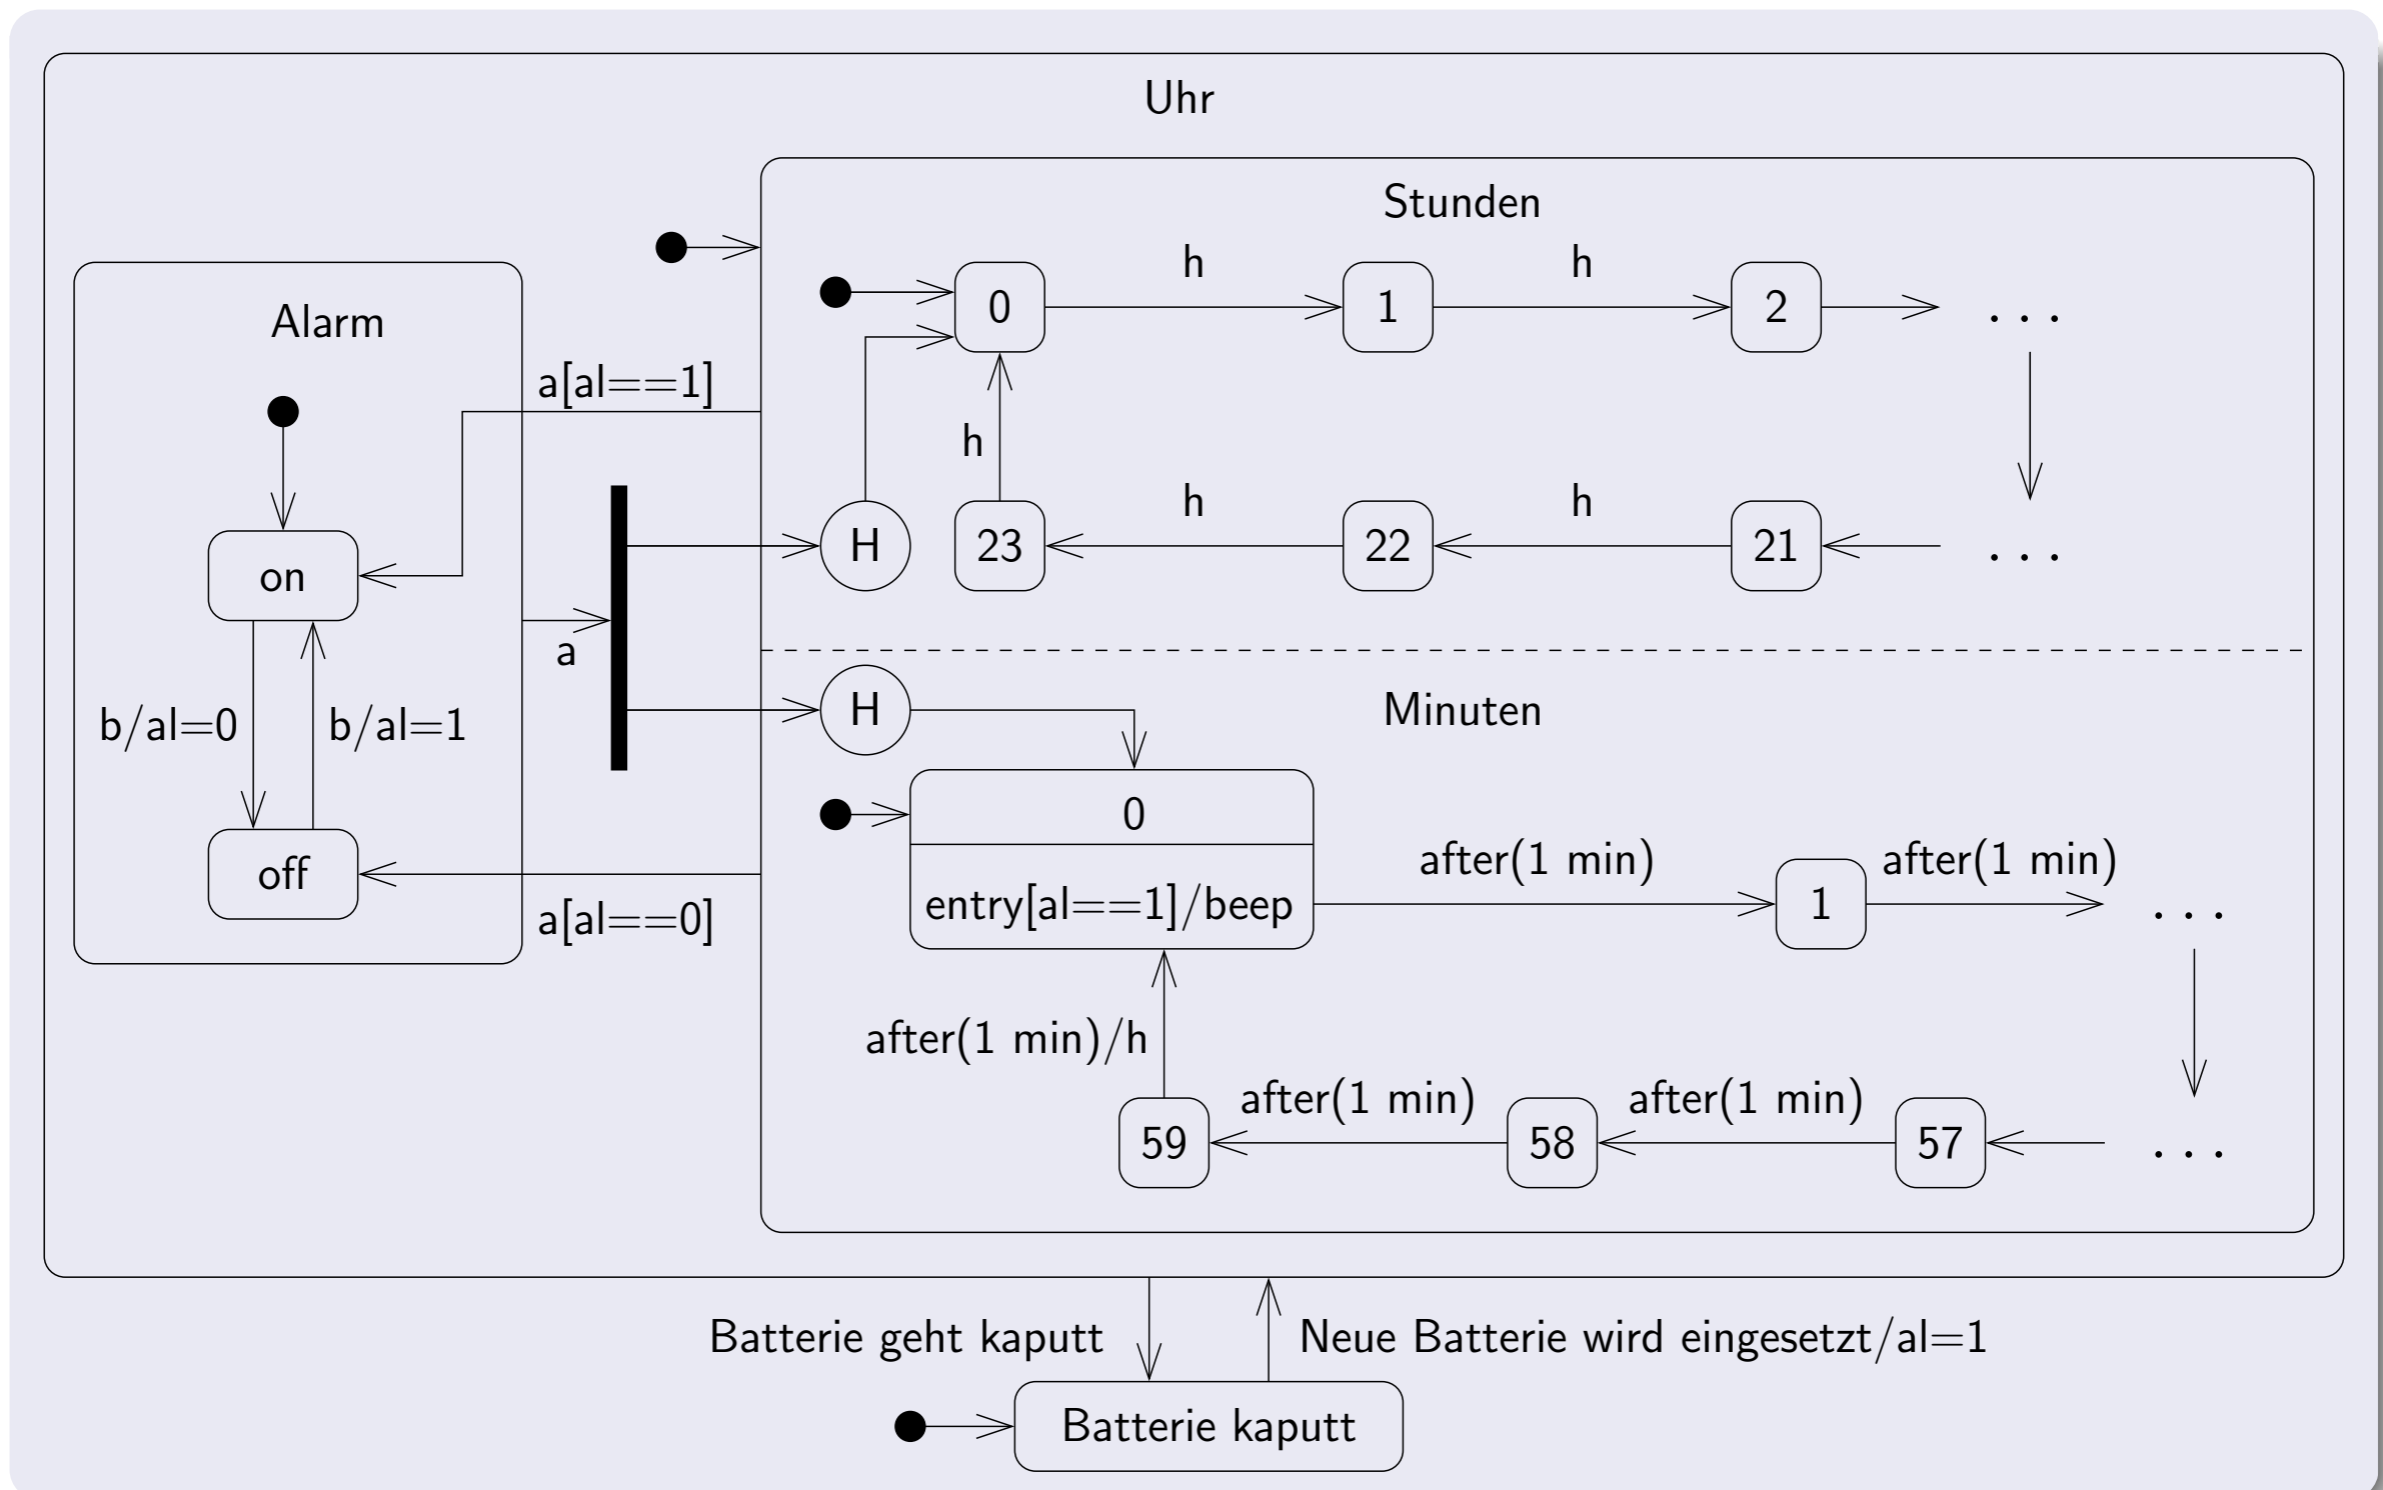 Uhr
Stunden
h
h
0
1
2
. . .
Alarm
a[al==1]
h
h
h
H
23
22
21
. . .
on
a
b/al=0
b/al=1
H
Minuten
0
entry[al==1]/beep
after(1 min)
1
after(1 min)
. . .
off
a[al==0]
after(1 min)/h
after(1 min)
after(1 min)
59
58
57
. . .
Batterie geht kaputt
Neue Batterie wird eingesetzt/al=1
Batterie kaputt